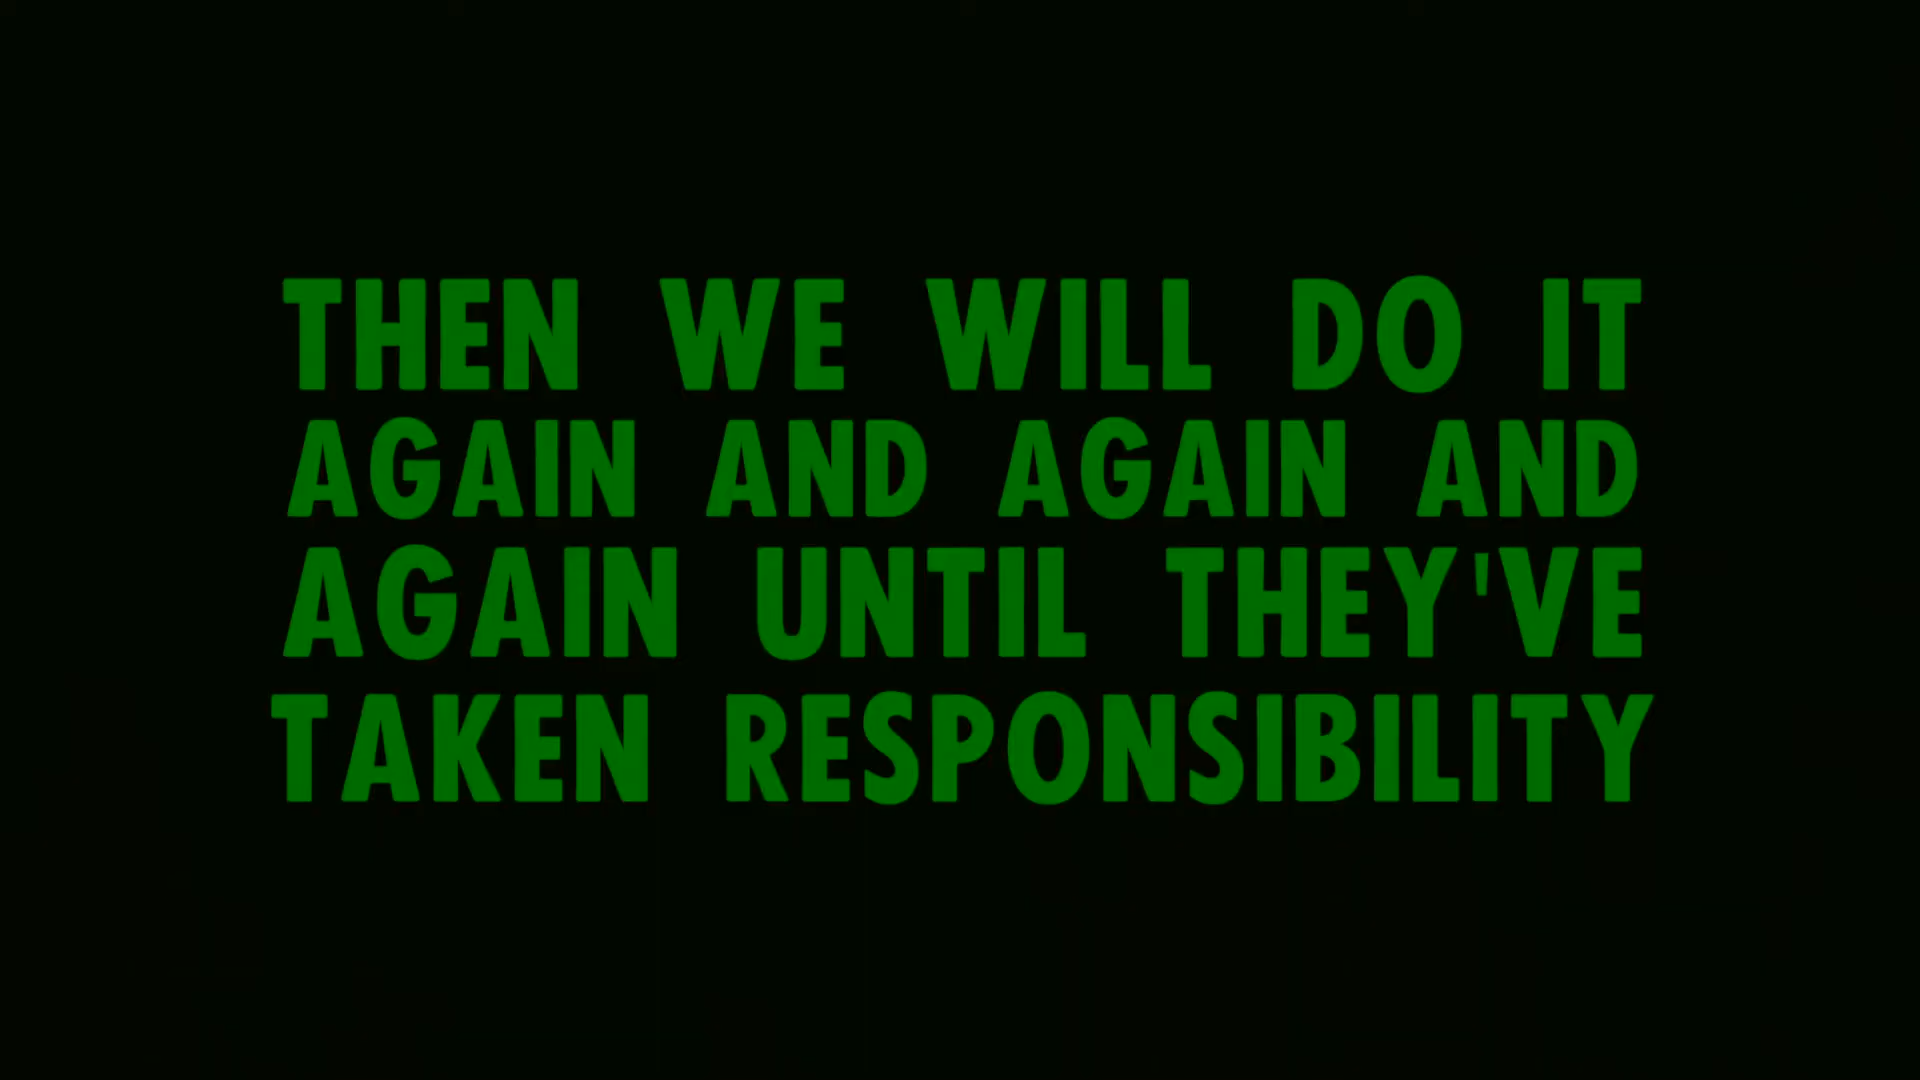 THEN WE WILL DO IT
AGAIN AND AGAIN AND
AGAIN UNTIL THEY'VE
TAKEN RESPONSIBILITY